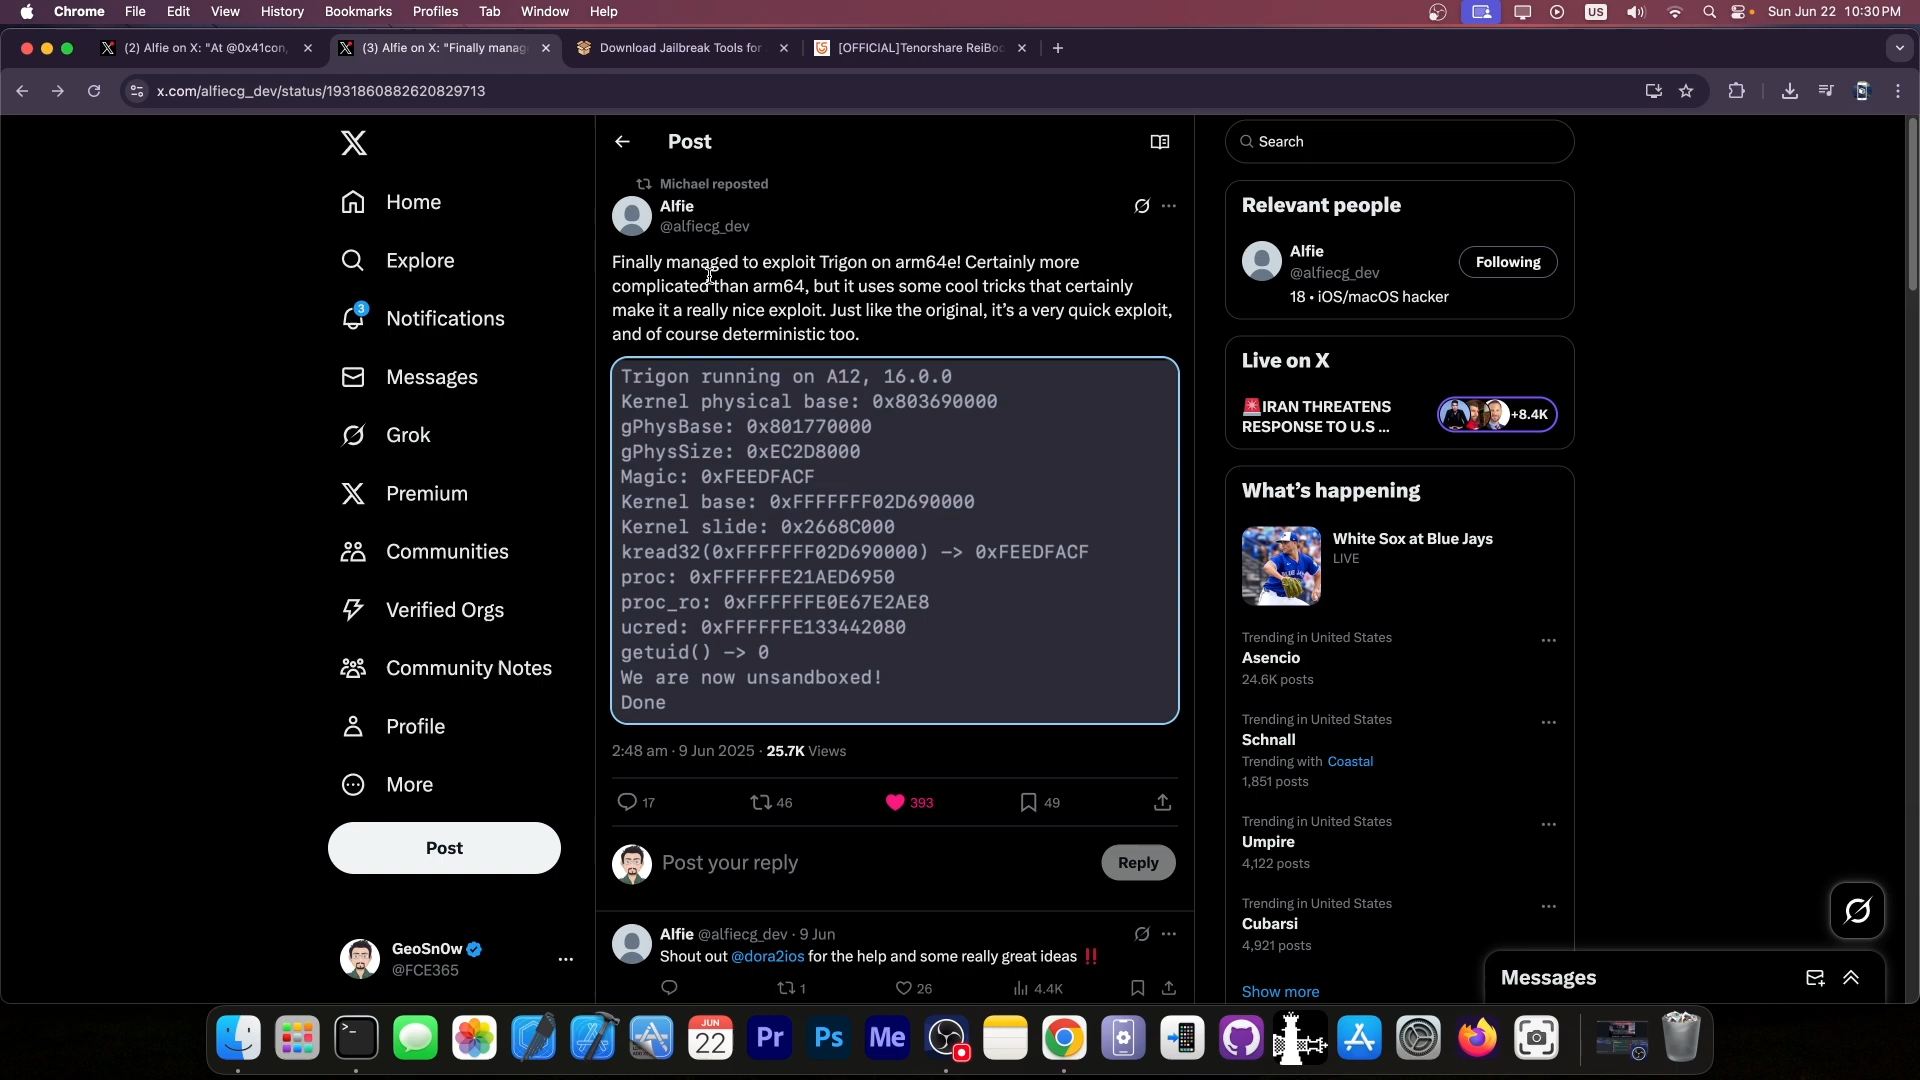 Chrome File Edit View History Bookmarks Profiles Tab Window Help US Sun Jun 22 10:30 PM
(2) Alfie on X: "At @0x41con, (3) Alfie on X: "Finally manag Download Jailbreak Tools for [OFFICIAL]Tenorshare ReiBoo
x.com/alfiecg_dev/status/1931860882620829713
Home
Explore
3
Notifications
Messages
Grok
Premium
Communities
Verified Orgs
Community Notes
Profile
More
Post
GeoSn0w
@FCE365
Post
Michael reposted
Alfie
@alfiecg_dev
Finally managed to exploit Trigon on arm64e! Certainly more
complicated than arm64, but it uses some cool tricks that certainly
make it a really nice exploit. Just like the original, it’s a very quick exploit,
and of course deterministic too.
Trigon running on A12, 16.0.0
Kernel physical base: 0x803690000
gPhysBase: 0x801770000
gPhysSize: 0xEC2D8000
Magic: 0xFEEDFACF
Kernel base: 0xFFFFFFF02D690000
Kernel slide: 0x2668C000
kread32(0xFFFFFFF02D690000) -> 0xFEEDFACF
proc: 0xFFFFFFE21AED6950
proc_ro: 0xFFFFFFE0E67E2AE8
ucred: 0xFFFFFFE133442080
getuid() -> 0
We are now unsandboxed!
Done
2:48 am · 9 Jun 2025 · 25.7K Views
17 46 393 49
Post your reply Reply
Alfie @alfiecg_dev · 9 Jun
Shout out @dora2ios for the help and some really great ideas ‼️
1 26 4.4K
Search
Relevant people
Alfie
@alfiecg_dev
Following
18 • iOS/macOS hacker
Live on X
🚨IRAN THREATENS
RESPONSE TO U.S ...
+8.4K
What’s happening
White Sox at Blue Jays
LIVE
Trending in United States
Asencio
24.6K posts
Trending in United States
Schnall
Trending with Coastal
1,851 posts
Trending in United States
Umpire
4,122 posts
Trending in United States
Cubarsi
4,921 posts
Show more
Messages
JUN
22
Pr Ps Me